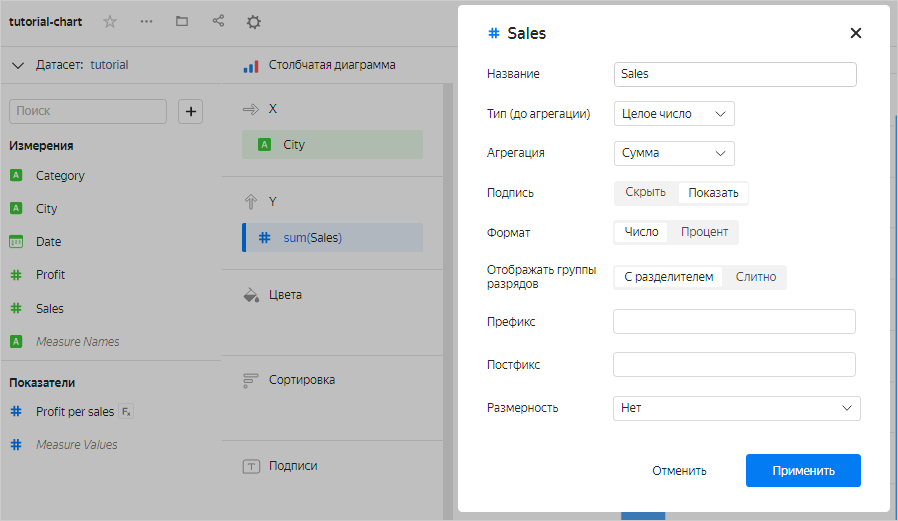 tutorial-chart
Датасет: tutorial
Поиск
Измерения
Category
City
Date
Profit
Sales
Measure Names
Показатели
Profit per sales Fx
Measure Values
Столбчатая диаграмма
X
City
Y
sum(Sales)
Цвета
Сортировка
Подписи
Sales
Название Sales
Тип (до агрегации) Целое число
Агрегация Сумма
Подпись Скрыть Показать
Формат Число Процент
Отображать группы
разрядов С разделителем Слитно
Префикс
Постфикс
Размерность Нет
Отменить Применить